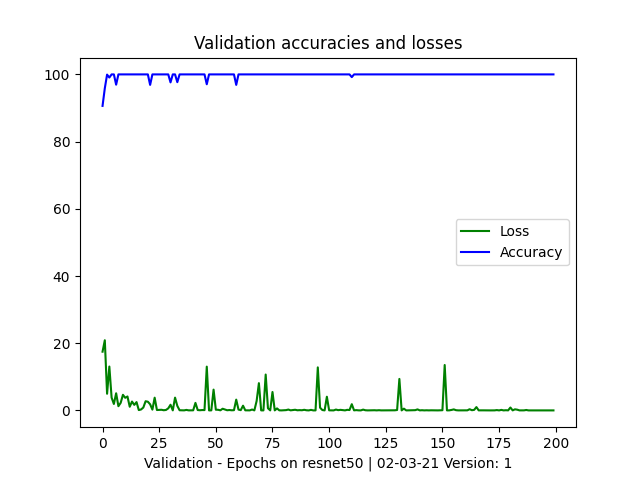 Validation accuracies and losses
100
80
60
40
20
0
Loss
Accuracy
0 25 50 75 100 125 150 175 200
Validation - Epochs on resnet50 | 02-03-21 Version: 1